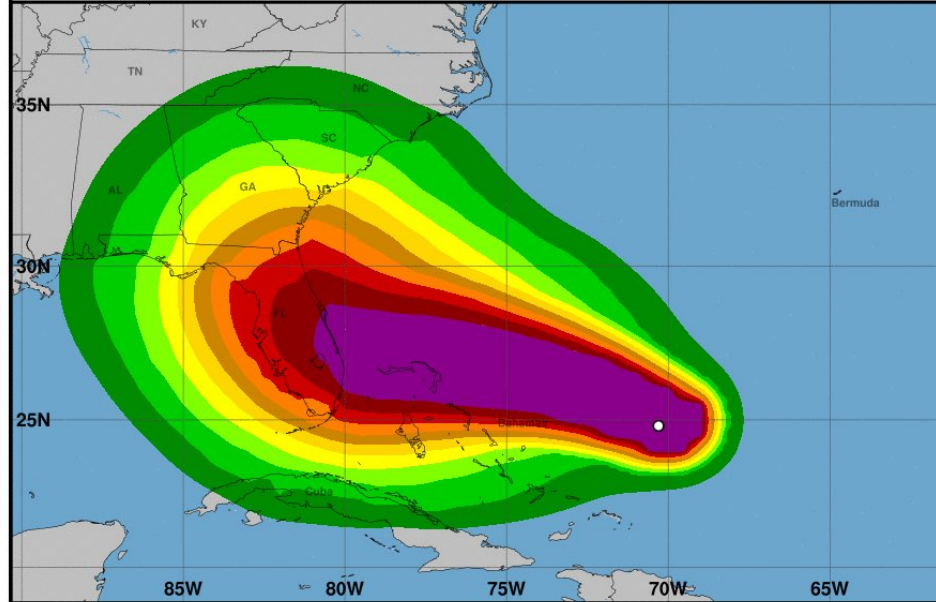 KY
TN
NC
35N
SC
AL
GA
Bermuda
30N
FL
25N
Bahamas
Cuba
85W
80W
75W
70W
65W